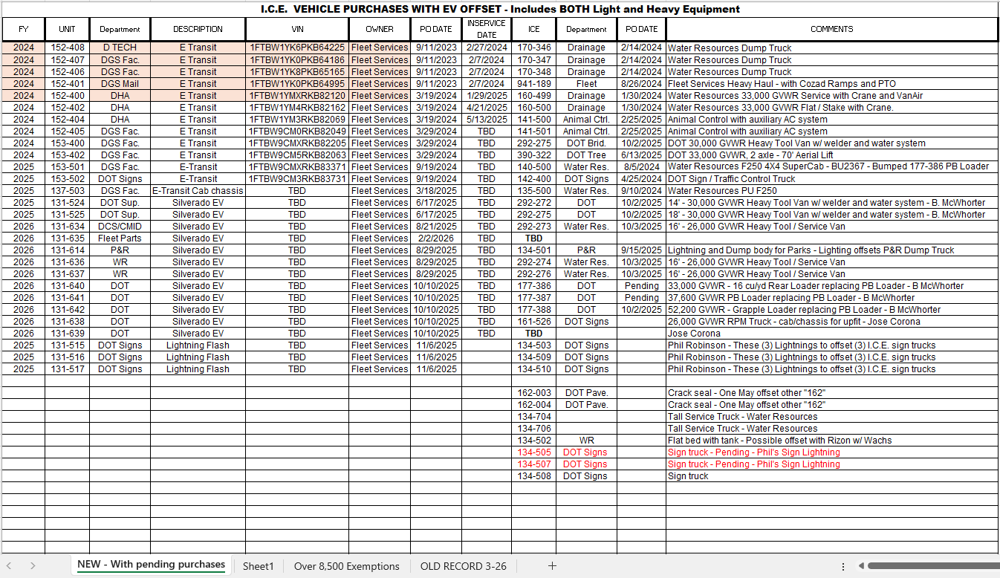 I.C.E. VEHICLE PURCHASES WITH EV OFFSET - Includes BOTH Light and Heavy Equipment
FY UNIT Department DESCRIPTION VIN OWNER PO DATE INSERVICE DATE ICE Department PO DATE COMMENTS
2024 152-408 D TECH E Transit 1FTBW1YK6PKB64225 Fleet Services 9/11/2023 2/27/2024 170-346 Drainage 2/14/2024 Water Resources Dump Truck
2024 152-407 DGS Fac. E Transit 1FTBW1YK0PKB64186 Fleet Services 9/11/2023 2/7/2024 170-347 Drainage 2/14/2024 Water Resources Dump Truck
2024 152-406 DGS Fac. E Transit 1FTBW1YK8PKB65165 Fleet Services 9/11/2023 2/7/2024 170-348 Drainage 2/14/2024 Water Resources Dump Truck
2024 152-401 DGS Mail E Transit 1FTBW1YK0PKB64995 Fleet Services 9/11/2023 2/7/2024 941-189 Fleet 8/26/2024 Fleet Services Heavy Haul - with Cozad Ramps and PTO
2024 152-400 DHA E Transit 1FTBW1YMXRKB82120 Fleet Services 3/19/2024 1/29/2025 160-499 Drainage 1/30/2024 Water Resources 33,000 GVWR Service with Crane and VanAir
2024 152-402 DHA E Transit 1FTBW1YM4RKB82162 Fleet Services 3/19/2024 4/21/2025 160-500 Drainage 1/30/2024 Water Resources 33,000 GVWR Flat / Stake with Crane.
2024 152-404 DHA E Transit 1FTBW1YM3RKB82069 Fleet Services 3/19/2024 5/13/2025 141-500 Animal Ctrl. 2/25/2025 Animal Control with auxiliary AC system
2024 152-405 DGS Fac. E Transit 1FTBW9CM0RKB82049 Fleet Services 3/29/2024 TBD 141-501 Animal Ctrl. 2/25/2025 Animal Control with auxiliary AC system
2024 153-400 DGS Fac. E Transit 1FTBW9CMXRKB82205 Fleet Services 3/29/2024 TBD 292-275 DOT Brid. 10/2/2025 DOT 30,000 GVWR Heavy Tool Van w/ welder and water system
2024 153-402 DGS Fac. E Transit 1FTBW9CM5RKB82063 Fleet Services 3/29/2024 TBD 390-322 DOT Tree 6/13/2025 DOT 33,000 GVWR, 2 axle - 70' Aerial Lift
2025 153-501 DGS Fac. E-Transit 1FTBW9CMXRKB83371 Fleet Services 9/19/2024 TBD 140-500 Water Res. 8/5/2024 Water Resources F250 4X4 SuperCab - BU2367 - Bumped 177-386 PB Loader
2025 153-502 DOT Signs E-Transit 1FTBW9CM3RKB83731 Fleet Services 9/19/2024 TBD 142-400 DOT Signs 4/25/2024 DOT Sign / Traffic Control Truck
2025 137-503 DGS Fac. E-Transit Cab chassis TBD Fleet Services 3/18/2025 TBD 135-500 Water Res. 9/10/2024 Water Resources PU F250
2025 131-524 DOT Sup. Silverado EV TBD Fleet Services 6/17/2025 TBD 292-272 DOT 10/2/2025 14' - 30,000 GVWR Heavy Tool Van w/ welder and water system - B. McWhorter
2025 131-525 DOT Sup. Silverado EV TBD Fleet Services 6/17/2025 TBD 292-275 DOT 10/2/2025 18' - 30,000 GVWR Heavy Tool Van w/ welder and water system - B. McWhorter
2026 131-634 DCS/CMID Silverado EV TBD Fleet Services 8/21/2025 TBD 292-273 Water Res. 10/3/2025 16' - 26,000 GVWR Heavy Tool / Service Van
2026 131-635 Fleet Parts Silverado EV TBD Fleet Services 2/2/2026 TBD TBD
2026 131-614 P&R Silverado EV TBD Fleet Services 8/29/2025 TBD 134-501 P&R 9/15/2025 Lightning and Dump body for Parks - Lighting offsets P&R Dump Truck
2026 131-636 WR Silverado EV TBD Fleet Services 8/29/2025 TBD 292-274 Water Res. 10/3/2025 16' - 26,000 GVWR Heavy Tool / Service Van
2026 131-637 WR Silverado EV TBD Fleet Services 8/29/2025 TBD 292-276 Water Res. 10/3/2025 16' - 26,000 GVWR Heavy Tool / Service Van
2026 131-640 DOT Silverado EV TBD Fleet Services 10/10/2025 TBD 177-386 DOT Pending 33,000 GVWR - 16 cu/yd Rear Loader replacing PB Loader - B McWhorter
2026 131-641 DOT Silverado EV TBD Fleet Services 10/10/2025 TBD 177-387 DOT Pending 37,600 GVWR PB Loader replacing PB Loader - B McWhorter
2026 131-642 DOT Silverado EV TBD Fleet Services 10/10/2025 TBD 177-388 DOT 10/2/2025 52,200 GVWR - Grapple Loader replacing PB Loader - B McWhorter
2026 131-638 DOT Silverado EV TBD Fleet Services 10/10/2025 TBD 161-526 DOT Signs 26,000 GVWR RPM Truck - cab/chassis for upfit - Jose Corona
2026 131-639 DOT Silverado EV TBD Fleet Services 10/10/2025 TBD TBD Jose Corona
2025 131-515 DOT Signs Lightning Flash TBD Fleet Services 11/6/2025 134-503 DOT Signs Phil Robinson - These (3) Lightnings to offset (3) I.C.E. sign trucks
2025 131-516 DOT Signs Lightning Flash TBD Fleet Services 11/6/2025 134-509 DOT Signs Phil Robinson - These (3) Lightnings to offset (3) I.C.E. sign trucks
2025 131-517 DOT Signs Lightning Flash TBD Fleet Services 11/6/2025 134-510 DOT Signs Phil Robinson - These (3) Lightnings to offset (3) I.C.E. sign trucks
162-003 DOT Pave. Crack seal - One May offset other "162"
162-004 DOT Pave. Crack seal - One May offset other "162"
134-704 Tall Service Truck - Water Resources
134-706 Tall Service Truck - Water Resources
134-502 WR Flat bed with tank - Possible offset with Rizon w/ Wachs
134-505 DOT Signs Sign truck - Pending - Phil's Sign Lightning
134-507 DOT Signs Sign truck - Pending - Phil's Sign Lightning
134-508 DOT Signs Sign truck
NEW - With pending purchases Sheet1 Over 8,500 Exemptions OLD RECORD 3-26